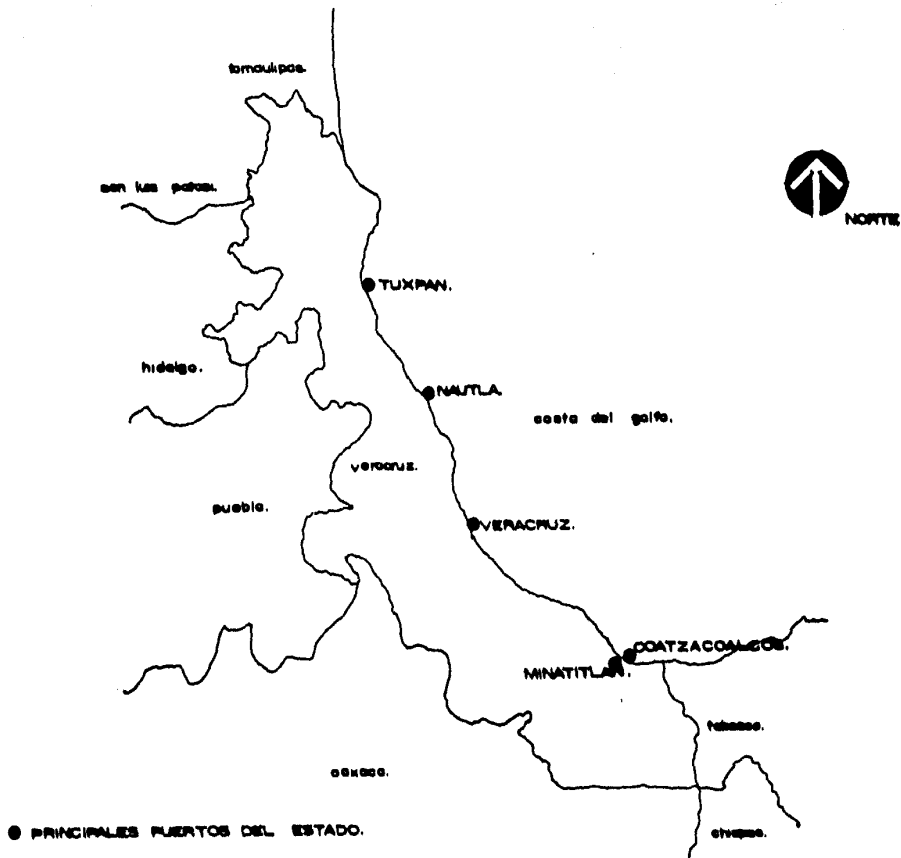 tamaulipas.
san luis potosi.
NORTE
TUXPAN.
hidalgo.
NAUTLA.
costa del golfo.
veracruz.
puebla.
VERACRUZ.
COATZACOALCOS.
MINATITLAN.
tabasco.
oaxaca.
chiapas.
PRINCIPALES PUERTOS DEL ESTADO.